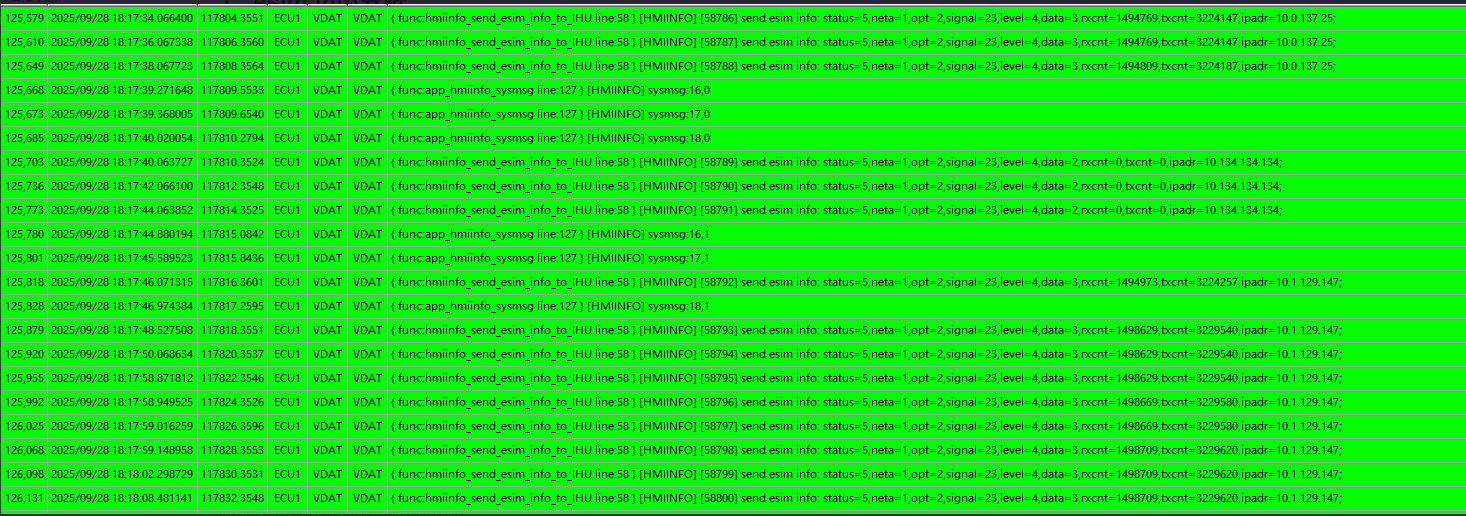 125,579 2025/09/28 18:17:34.066400 117804.3551 ECU1 VDAT VDAT { func:hmiinfo_send_esim_info_to_IHU line:58 } [HMIINFO] [58786] send esim info: status=5,neta=1,opt=2,signal=23,level=4,data=3,rxcnt=1494769,txcnt=3224147,ipadr=10.0.137.25;
125,610 2025/09/28 18:17:36.067338 117806.3560 ECU1 VDAT VDAT { func:hmiinfo_send_esim_info_to_IHU line:58 } [HMIINFO] [58787] send esim info: status=5,neta=1,opt=2,signal=23,level=4,data=3,rxcnt=1494769,txcnt=3224147,ipadr=10.0.137.25;
125,649 2025/09/28 18:17:38.067723 117808.3564 ECU1 VDAT VDAT { func:hmiinfo_send_esim_info_to_IHU line:58 } [HMIINFO] [58788] send esim info: status=5,neta=1,opt=2,signal=23,level=4,data=3,rxcnt=1494809,txcnt=3224187,ipadr=10.0.137.25;
125,668 2025/09/28 18:17:39.271648 117809.5533 ECU1 VDAT VDAT { func:app_hmiinfo_sysmsg line:127 } [HMIINFO] sysmsg:16,0
125,673 2025/09/28 18:17:39.368005 117809.6540 ECU1 VDAT VDAT { func:app_hmiinfo_sysmsg line:127 } [HMIINFO] sysmsg:17,0
125,685 2025/09/28 18:17:40.020054 117810.2794 ECU1 VDAT VDAT { func:app_hmiinfo_sysmsg line:127 } [HMIINFO] sysmsg:18,0
125,703 2025/09/28 18:17:40.063727 117810.3524 ECU1 VDAT VDAT { func:hmiinfo_send_esim_info_to_IHU line:58 } [HMIINFO] [58789] send esim info: status=5,neta=1,opt=2,signal=23,level=4,data=2,rxcnt=0,txcnt=0,ipadr=10.134.134.134;
125,736 2025/09/28 18:17:42.066100 117812.3548 ECU1 VDAT VDAT { func:hmiinfo_send_esim_info_to_IHU line:58 } [HMIINFO] [58790] send esim info: status=5,neta=1,opt=2,signal=23,level=4,data=2,rxcnt=0,txcnt=0,ipadr=10.134.134.134;
125,773 2025/09/28 18:17:44.063852 117814.3525 ECU1 VDAT VDAT { func:hmiinfo_send_esim_info_to_IHU line:58 } [HMIINFO] [58791] send esim info: status=5,neta=1,opt=2,signal=23,level=4,data=2,rxcnt=0,txcnt=0,ipadr=10.134.134.134;
125,780 2025/09/28 18:17:44.880194 117815.0842 ECU1 VDAT VDAT { func:app_hmiinfo_sysmsg line:127 } [HMIINFO] sysmsg:16,1
125,801 2025/09/28 18:17:45.589523 117815.8436 ECU1 VDAT VDAT { func:app_hmiinfo_sysmsg line:127 } [HMIINFO] sysmsg:17,1
125,818 2025/09/28 18:17:46.071315 117816.3601 ECU1 VDAT VDAT { func:hmiinfo_send_esim_info_to_IHU line:58 } [HMIINFO] [58792] send esim info: status=5,neta=1,opt=2,signal=23,level=4,data=3,rxcnt=1494973,txcnt=3224257,ipadr=10.1.129.147;
125,828 2025/09/28 18:17:46.974384 117817.2595 ECU1 VDAT VDAT { func:app_hmiinfo_sysmsg line:127 } [HMIINFO] sysmsg:18,1
125,879 2025/09/28 18:17:48.527508 117818.3551 ECU1 VDAT VDAT { func:hmiinfo_send_esim_info_to_IHU line:58 } [HMIINFO] [58793] send esim info: status=5,neta=1,opt=2,signal=23,level=4,data=3,rxcnt=1498629,txcnt=3229540,ipadr=10.1.129.147;
125,920 2025/09/28 18:17:50.068634 117820.3537 ECU1 VDAT VDAT { func:hmiinfo_send_esim_info_to_IHU line:58 } [HMIINFO] [58794] send esim info: status=5,neta=1,opt=2,signal=23,level=4,data=3,rxcnt=1498629,txcnt=3229540,ipadr=10.1.129.147;
125,955 2025/09/28 18:17:58.871812 117822.3546 ECU1 VDAT VDAT { func:hmiinfo_send_esim_info_to_IHU line:58 } [HMIINFO] [58795] send esim info: status=5,neta=1,opt=2,signal=23,level=4,data=3,rxcnt=1498629,txcnt=3229540,ipadr=10.1.129.147;
125,992 2025/09/28 18:17:58.949525 117824.3526 ECU1 VDAT VDAT { func:hmiinfo_send_esim_info_to_IHU line:58 } [HMIINFO] [58796] send esim info: status=5,neta=1,opt=2,signal=23,level=4,data=3,rxcnt=1498669,txcnt=3229580,ipadr=10.1.129.147;
126,025 2025/09/28 18:17:59.016259 117826.3596 ECU1 VDAT VDAT { func:hmiinfo_send_esim_info_to_IHU line:58 } [HMIINFO] [58797] send esim info: status=5,neta=1,opt=2,signal=23,level=4,data=3,rxcnt=1498669,txcnt=3229580,ipadr=10.1.129.147;
126,068 2025/09/28 18:17:59.148958 117828.3553 ECU1 VDAT VDAT { func:hmiinfo_send_esim_info_to_IHU line:58 } [HMIINFO] [58798] send esim info: status=5,neta=1,opt=2,signal=23,level=4,data=3,rxcnt=1498709,txcnt=3229620,ipadr=10.1.129.147;
126,098 2025/09/28 18:18:02.298729 117830.3531 ECU1 VDAT VDAT { func:hmiinfo_send_esim_info_to_IHU line:58 } [HMIINFO] [58799] send esim info: status=5,neta=1,opt=2,signal=23,level=4,data=3,rxcnt=1498709,txcnt=3229620,ipadr=10.1.129.147;
126,131 2025/09/28 18:18:08.481141 117832.3548 ECU1 VDAT VDAT { func:hmiinfo_send_esim_info_to_IHU line:58 } [HMIINFO] [58800] send esim info: status=5,neta=1,opt=2,signal=23,level=4,data=3,rxcnt=1498709,txcnt=3229620,ipadr=10.1.129.147;